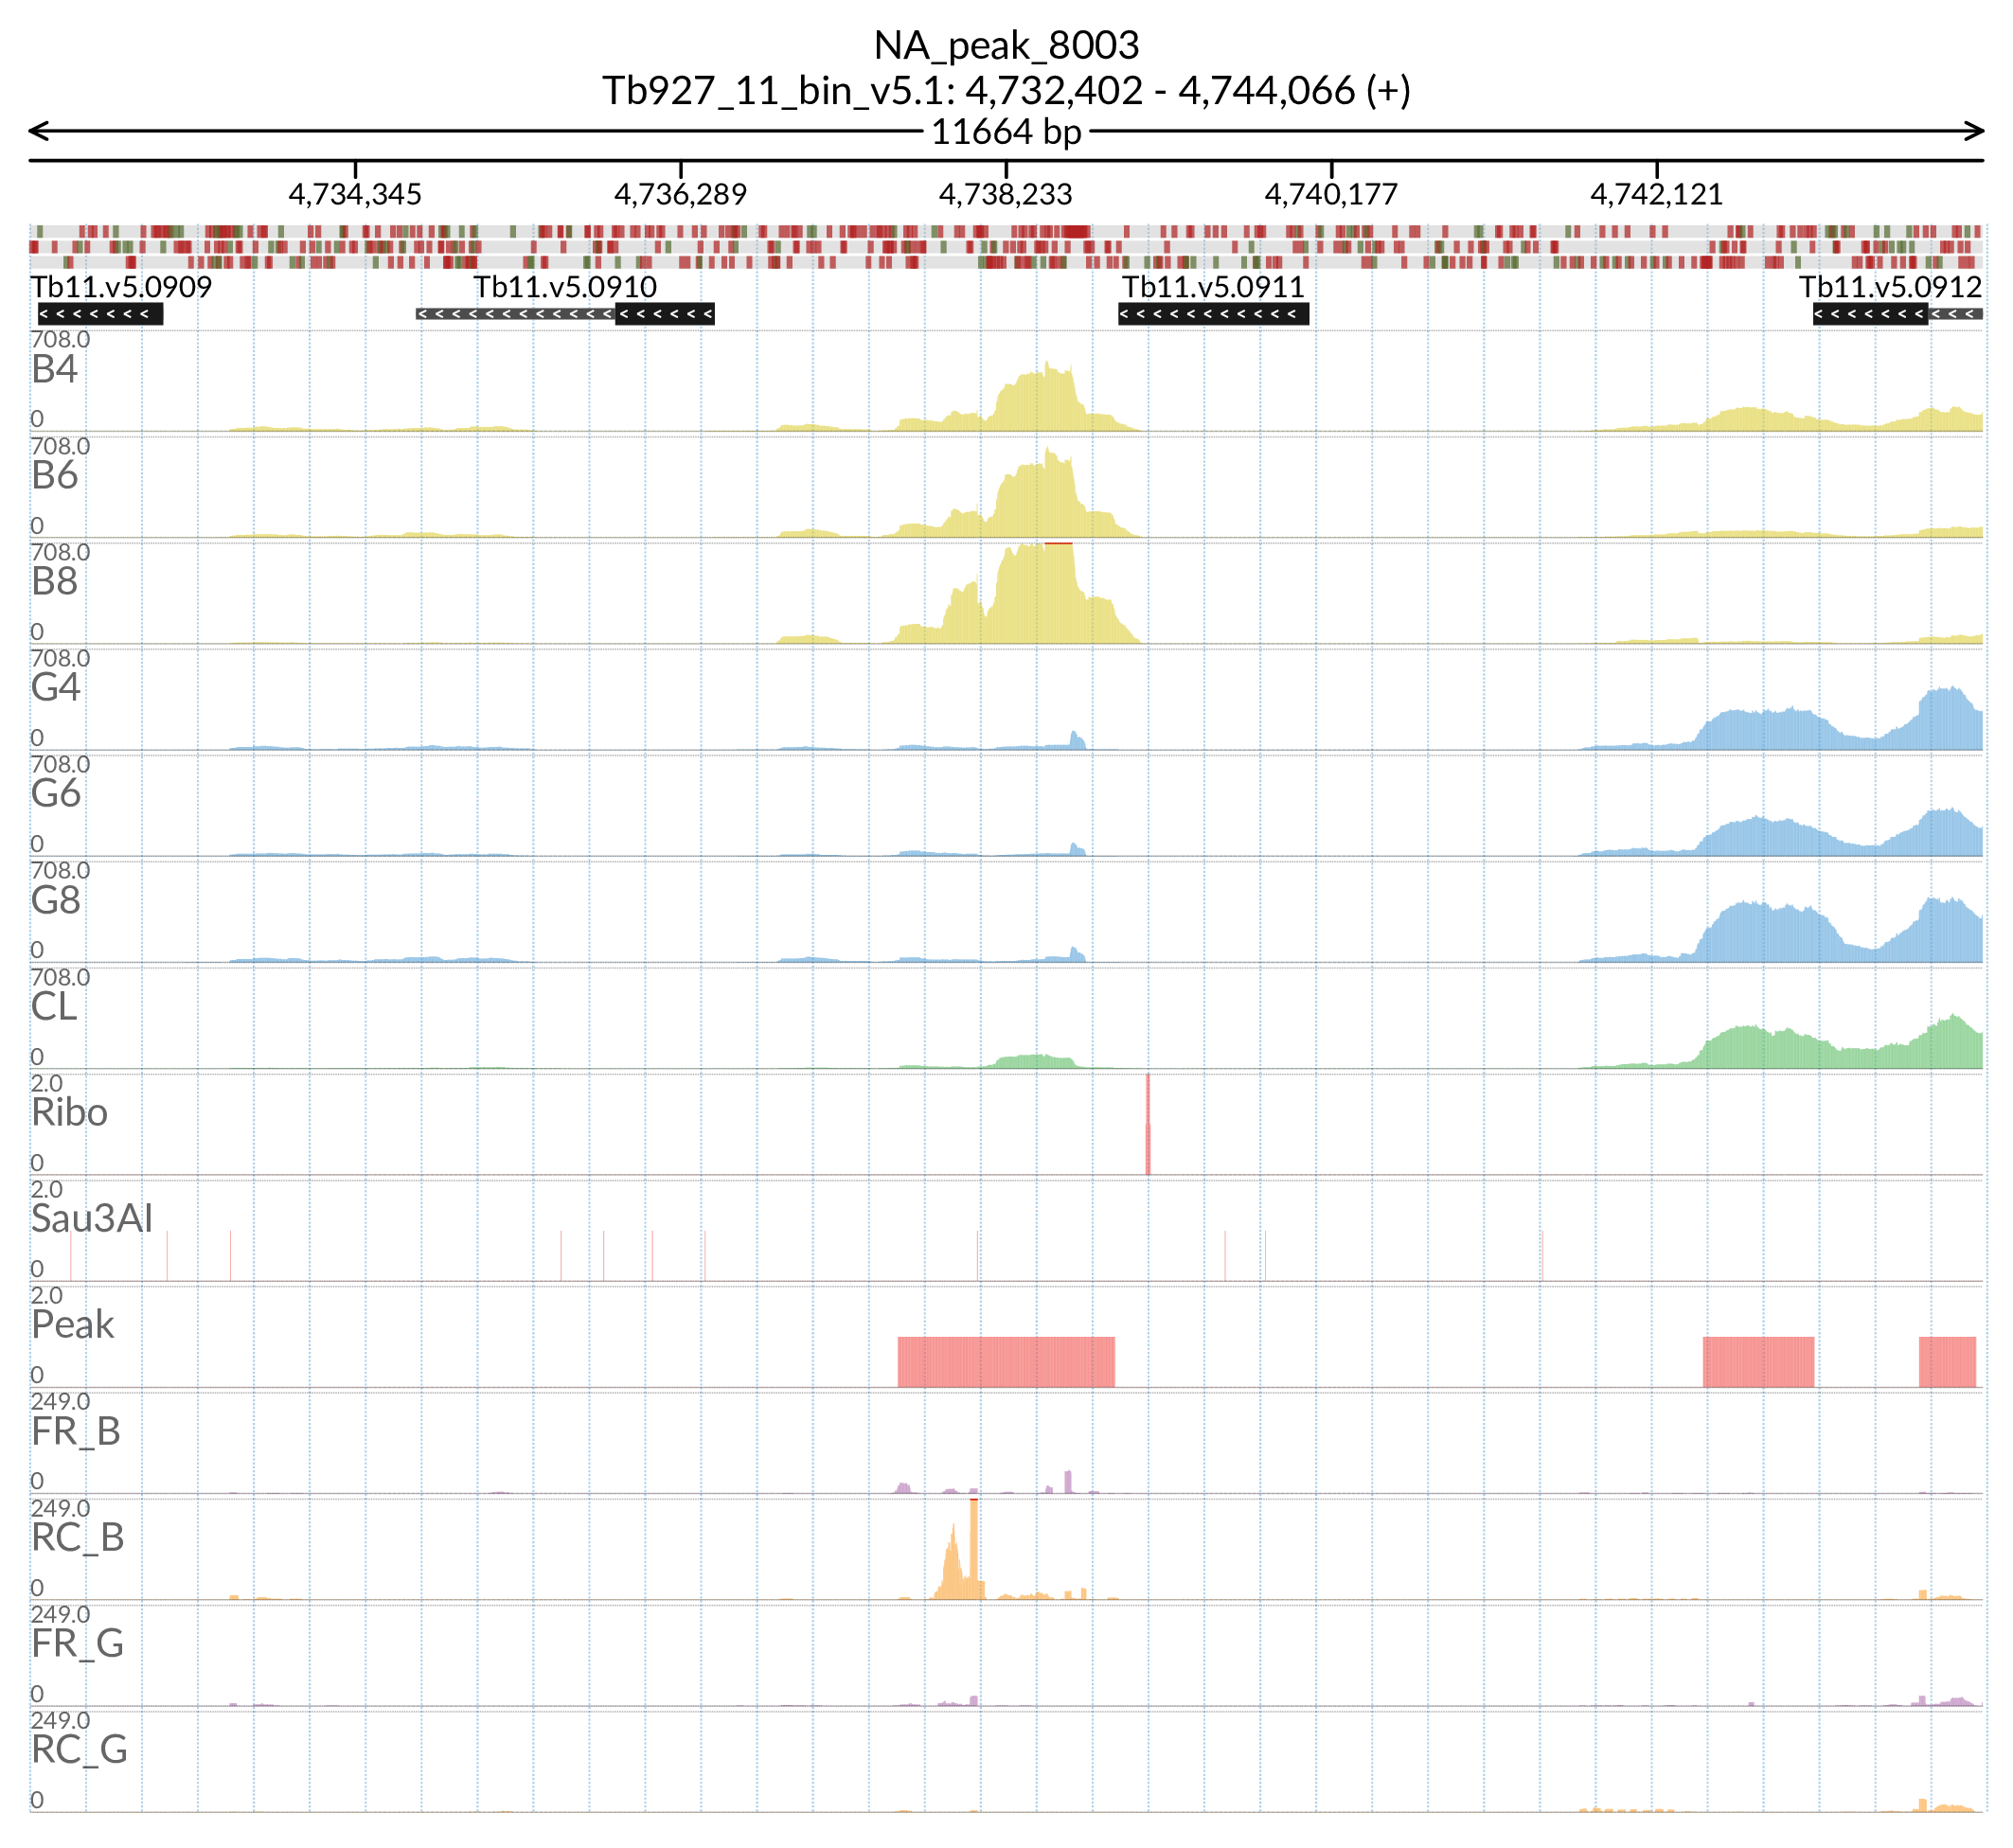 NA_peak_8003
Tb927_11_bin_v5.1: 4,732,402 - 4,744,066 (+)
11664 bp
4,734,345 4,736,289 4,738,233 4,740,177 4,742,121
Tb11.v5.0909 Tb11.v5.0910 Tb11.v5.0911 Tb11.v5.0912
708.0
B4
0
708.0
B6
0
708.0
B8
0
708.0
G4
0
708.0
G6
0
708.0
G8
0
708.0
CL
0
2.0
Ribo
0
2.0
Sau3AI
0
2.0
Peak
0
249.0
FR_B
0
249.0
RC_B
0
249.0
FR_G
0
249.0
RC_G
0